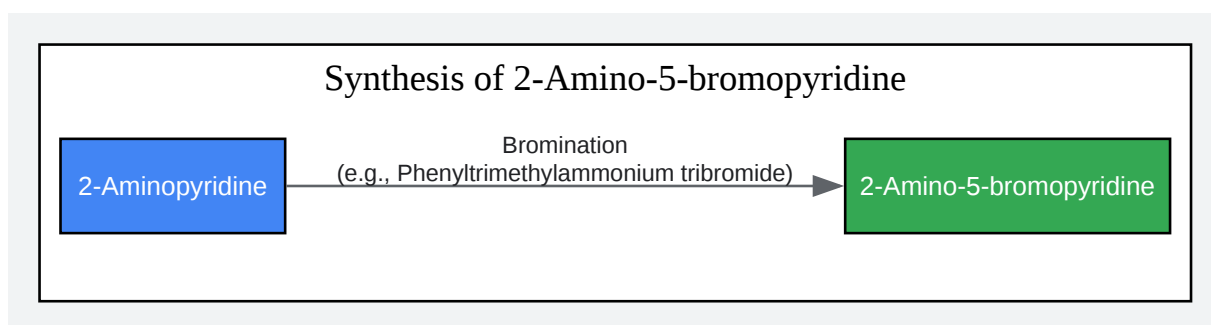 Synthesis of 2-Amino-5-bromopyridine
2-Aminopyridine
Bromination
(e.g., Phenyltrimethylammonium tribromide)
2-Amino-5-bromopyridine